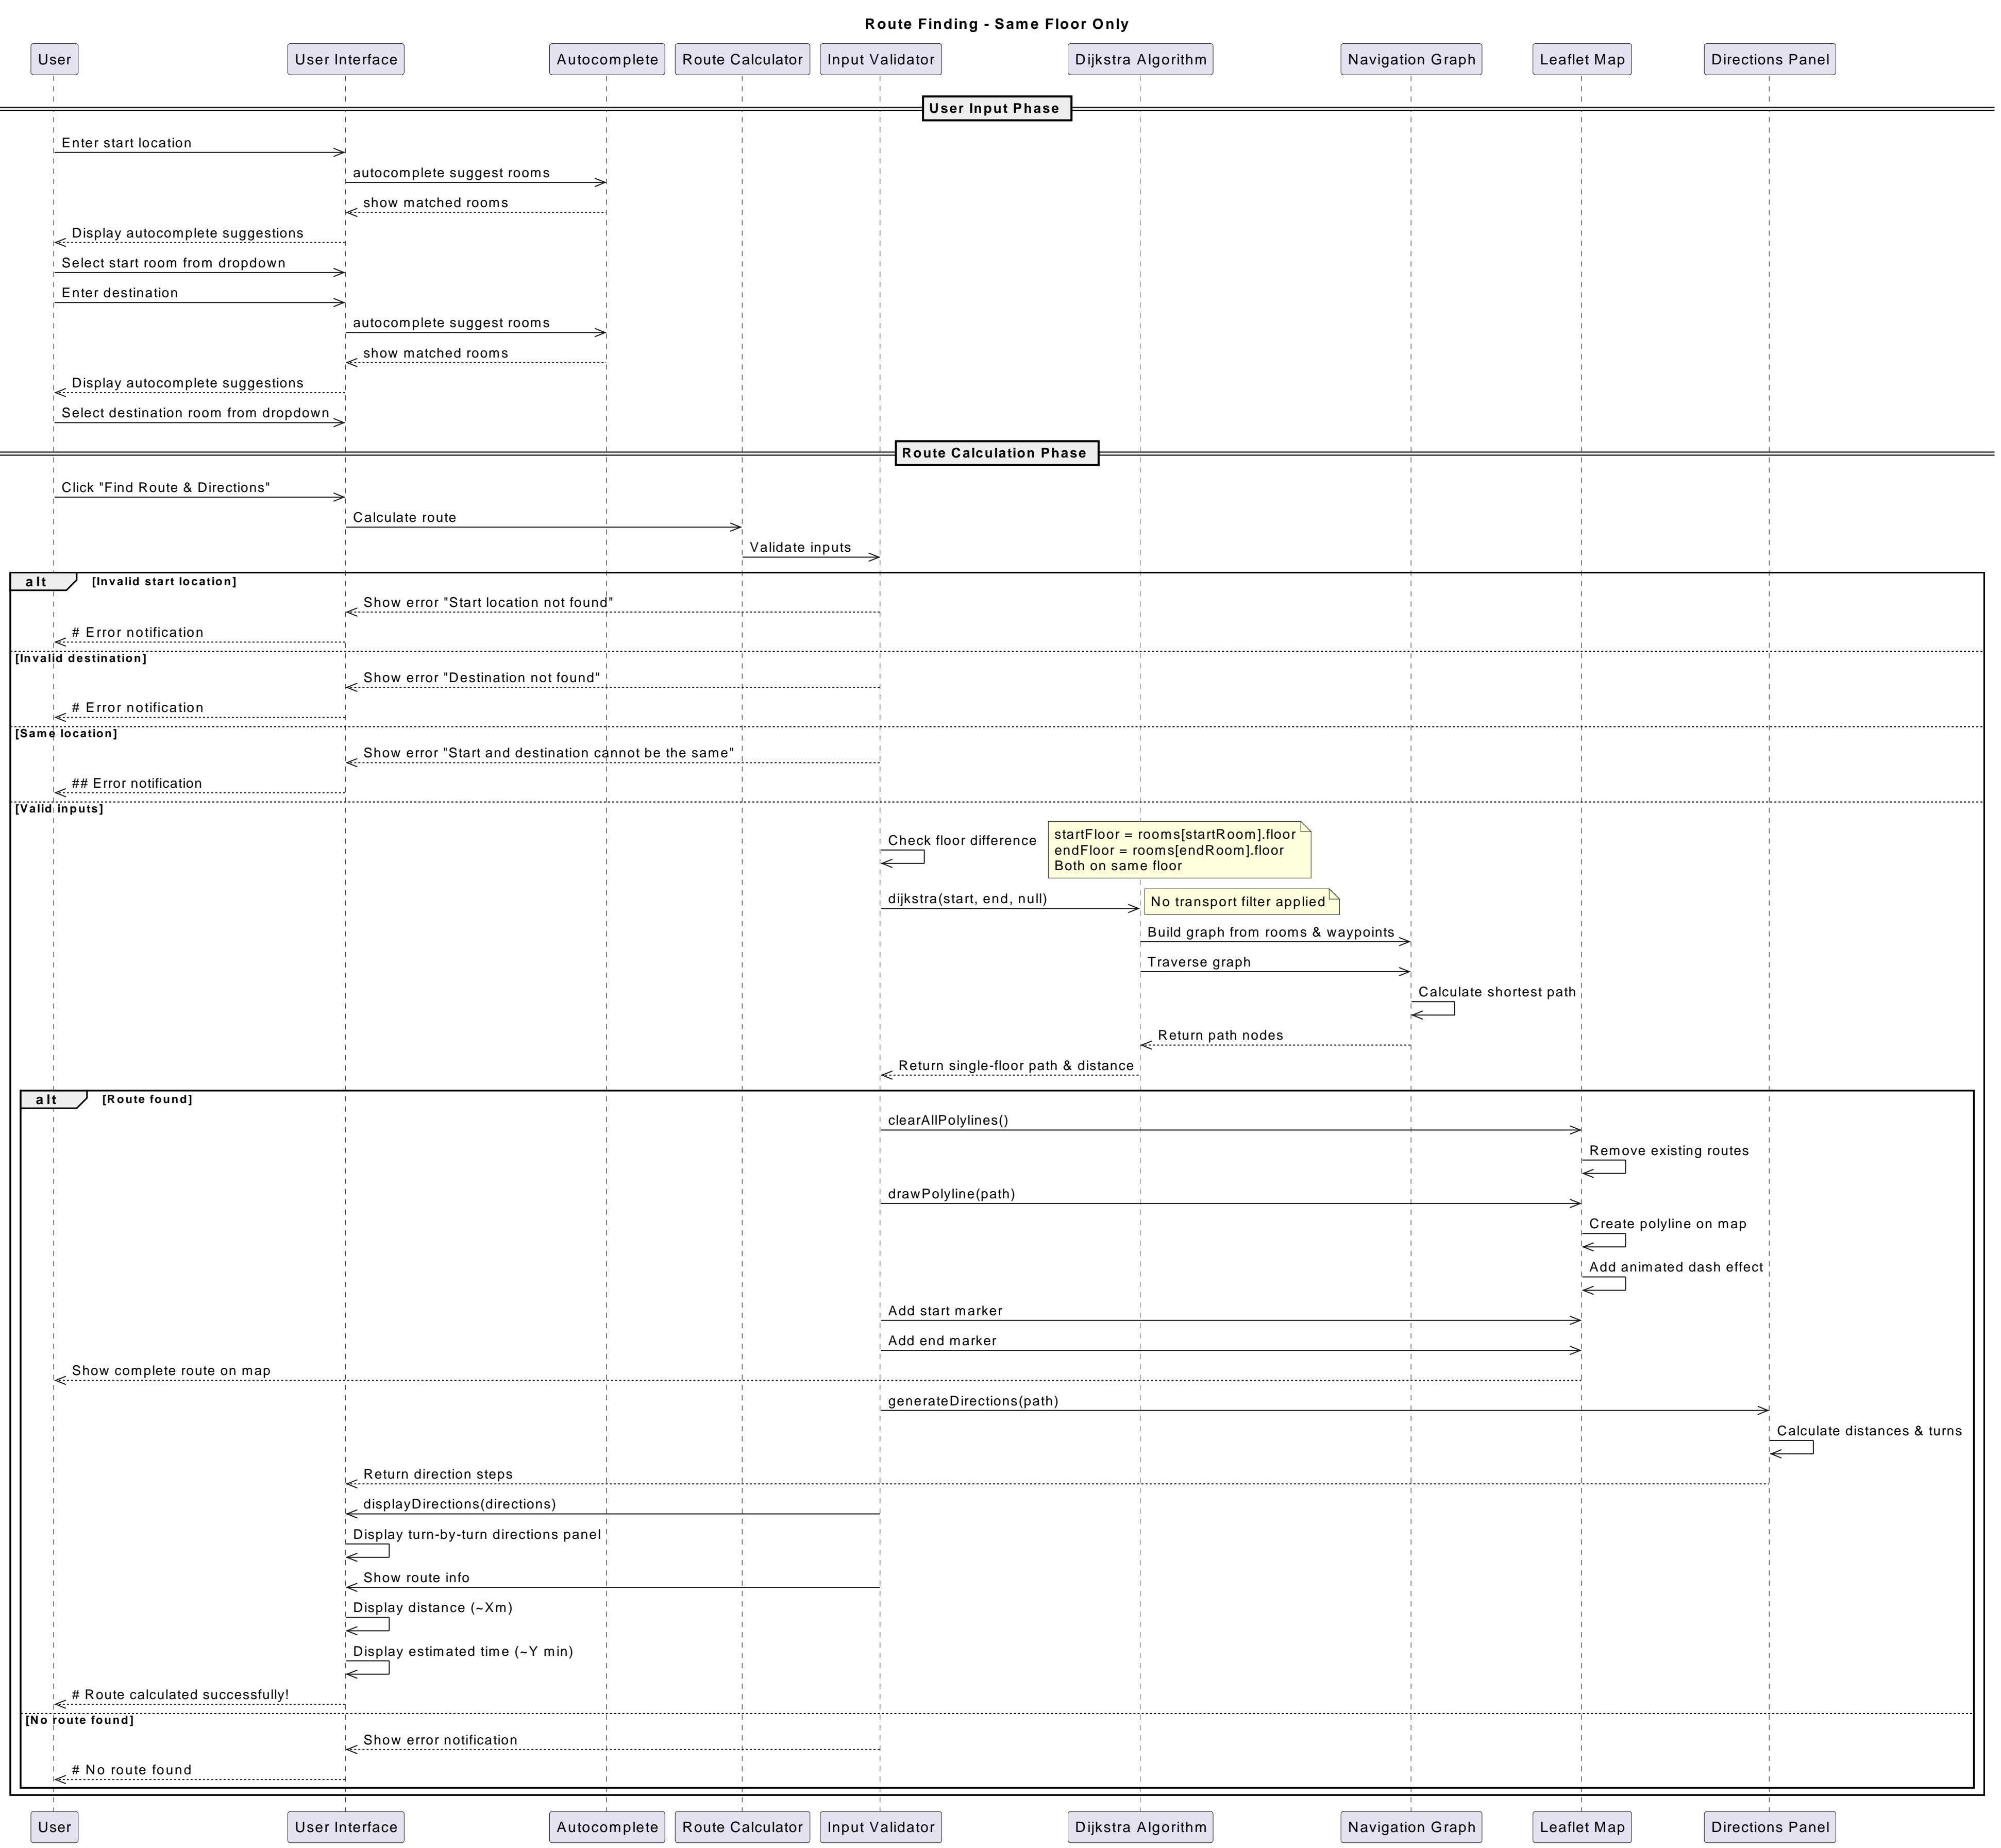 Route Finding - Same Floor Only
User
User Interface
Autocomplete
Route Calculator
Input Validator
Dijkstra Algorithm
Navigation Graph
Leaflet Map
Directions Panel
User Input Phase
Enter start location
autocomplete suggest rooms
show matched rooms
Display autocomplete suggestions
Select start room from dropdown
Enter destination
autocomplete suggest rooms
show matched rooms
Display autocomplete suggestions
Select destination room from dropdown
Route Calculation Phase
Click "Find Route & Directions"
Calculate route
Validate inputs
alt [Invalid start location]
Show error "Start location not found"
# Error notification
[Invalid destination]
Show error "Destination not found"
# Error notification
[Same location]
Show error "Start and destination cannot be the same"
## Error notification
[Valid inputs]
Check floor difference
startFloor = rooms[startRoom].floor
endFloor = rooms[endRoom].floor
Both on same floor
dijkstra(start, end, null)
No transport filter applied
Build graph from rooms & waypoints
Traverse graph
Calculate shortest path
Return path nodes
Return single-floor path & distance
alt [Route found]
clearAllPolylines()
Remove existing routes
drawPolyline(path)
Create polyline on map
Add animated dash effect
Add start marker
Add end marker
Show complete route on map
generateDirections(path)
Calculate distances & turns
Return direction steps
displayDirections(directions)
Display turn-by-turn directions panel
Show route info
Display distance (~Xm)
Display estimated time (~Y min)
# Route calculated successfully!
[No route found]
Show error notification
# No route found
User
User Interface
Autocomplete
Route Calculator
Input Validator
Dijkstra Algorithm
Navigation Graph
Leaflet Map
Directions Panel